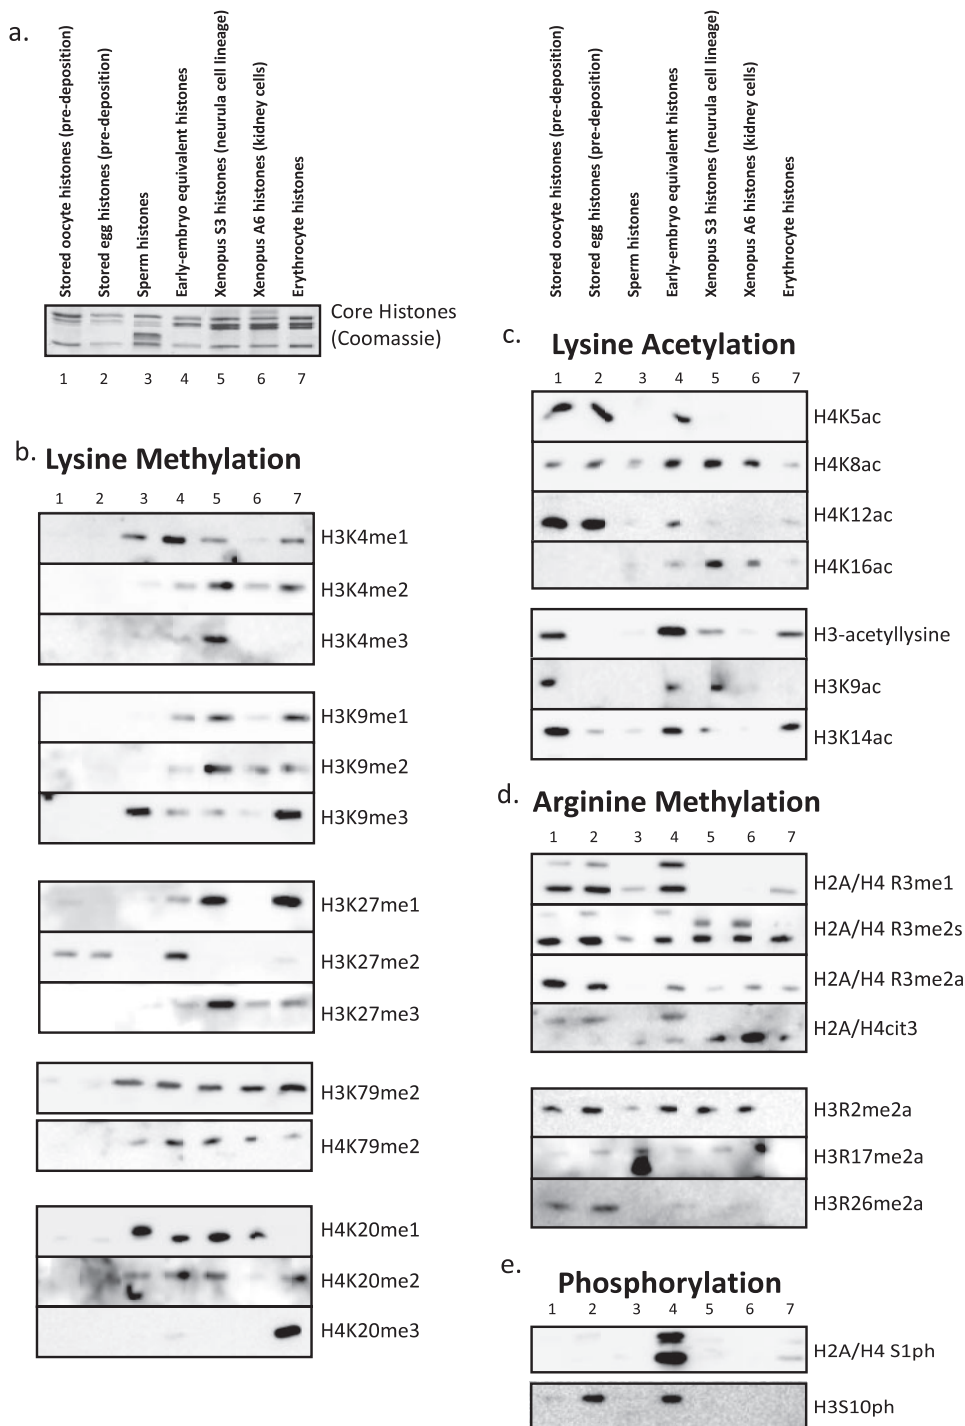 a.
Stored oocyte histones (pre-deposition)
Stored egg histones (pre-deposition)
Sperm histones
Early-embryo equivalent histones
Xenopus S3 histones (neurula cell lineage)
Xenopus A6 histones (kidney cells)
Erythrocyte histones
Core Histones
(Coomassie)
1 2 3 4 5 6 7
b. Lysine Methylation
1 2 3 4 5 6 7
H3K4me1
H3K4me2
H3K4me3
H3K9me1
H3K9me2
H3K9me3
H3K27me1
H3K27me2
H3K27me3
H3K79me2
H4K79me2
H4K20me1
H4K20me2
H4K20me3
Stored oocyte histones (pre-deposition)
Stored egg histones (pre-deposition)
Sperm histones
Early-embryo equivalent histones
Xenopus S3 histones (neurula cell lineage)
Xenopus A6 histones (kidney cells)
Erythrocyte histones
c. Lysine Acetylation
1 2 3 4 5 6 7
H4K5ac
H4K8ac
H4K12ac
H4K16ac
H3-acetyllysine
H3K9ac
H3K14ac
d. Arginine Methylation
1 2 3 4 5 6 7
H2A/H4 R3me1
H2A/H4 R3me2s
H2A/H4 R3me2a
H2A/H4cit3
H3R2me2a
H3R17me2a
H3R26me2a
e. Phosphorylation
1 2 3 4 5 6 7
H2A/H4 S1ph
H3S10ph